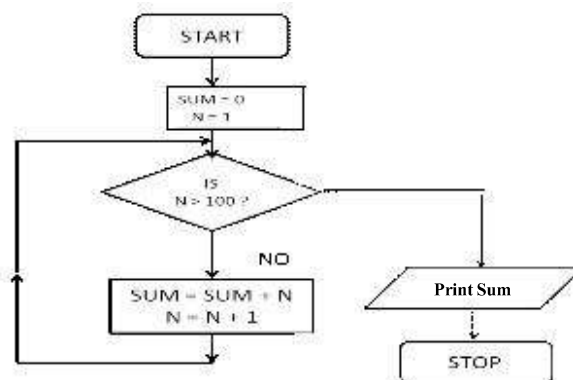 START
SUM = 0
N = 1
IS
N > 100 ?
NO
SUM = SUM + N
N = N + 1
Print Sum
STOP